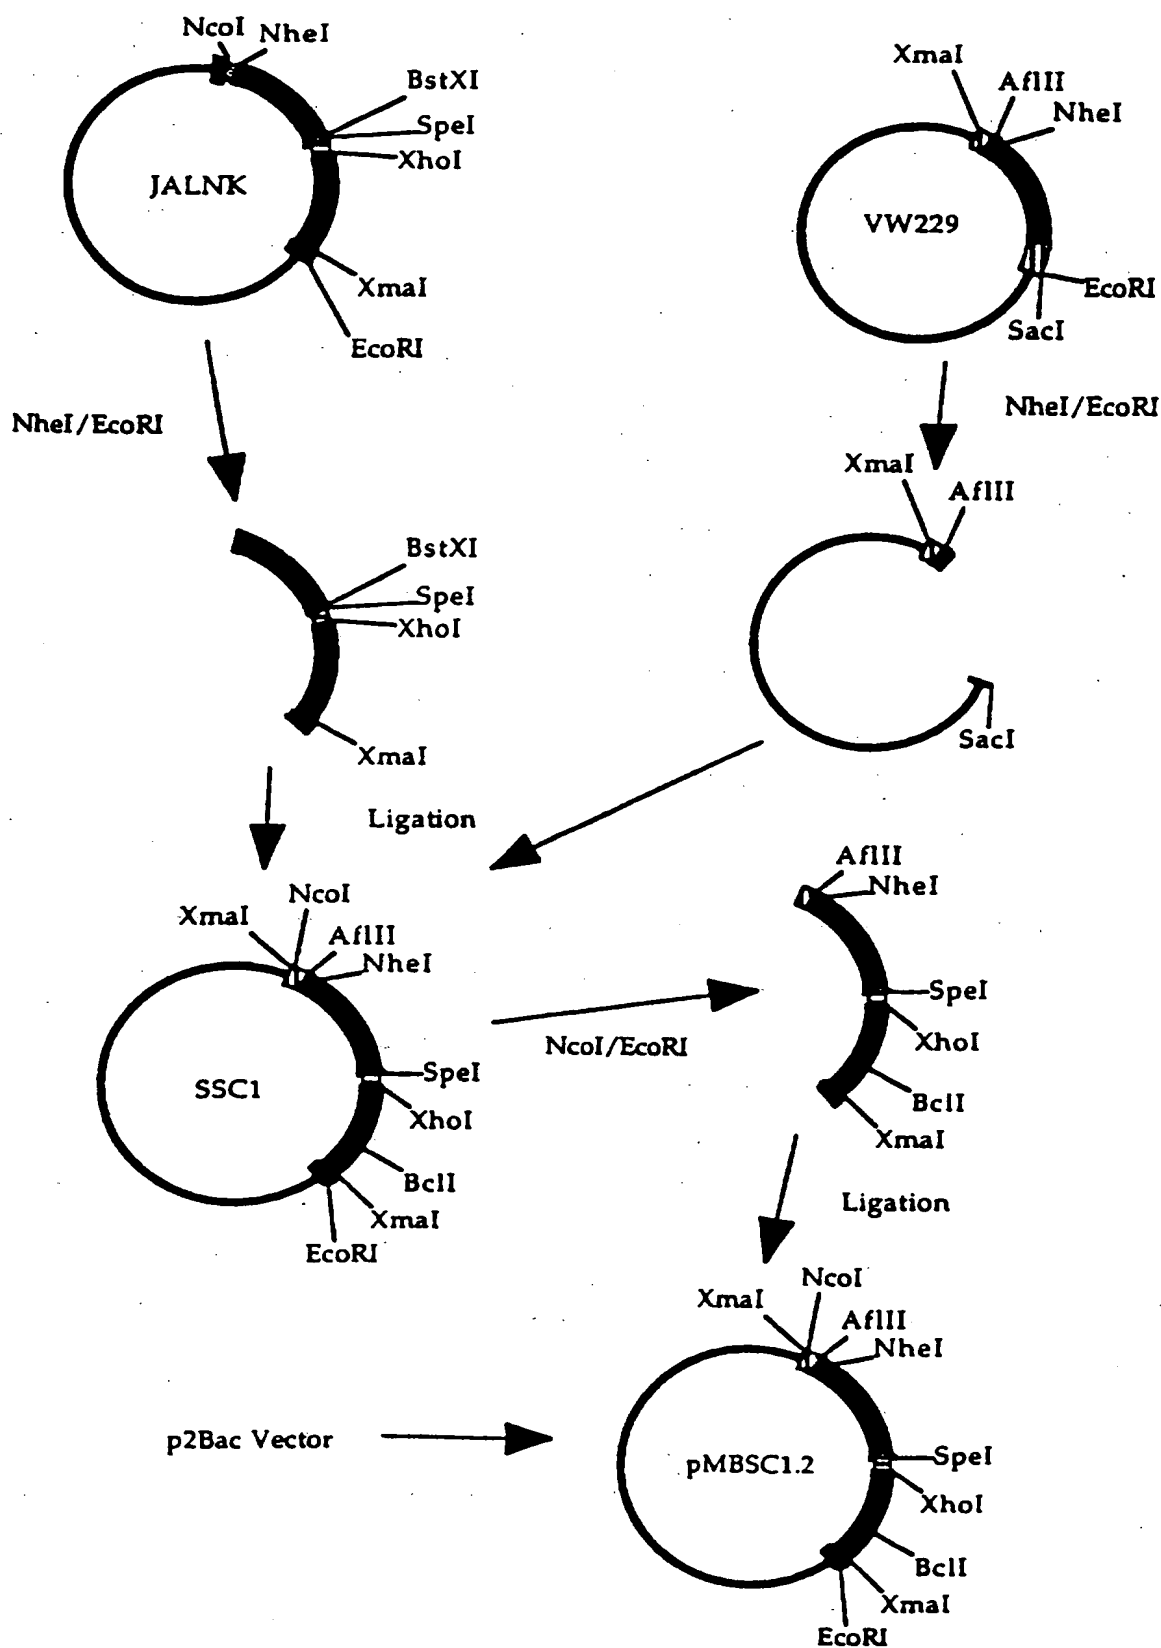 NcoI
NheI
BstXI
SpeI
XhoI
JALNK
XmaI
EcoRI
XmaI
AflII
NheI
VW229
EcoRI
SacI
NheI/EcoRI
NheI/EcoRI
BstXI
SpeI
XhoI
XmaI
XmaI
AflII
SacI
Ligation
NcoI
XmaI
AflII
NheI
SSC1
SpeI
XhoI
BclI
XmaI
EcoRI
NcoI/EcoRI
AflII
NheI
SpeI
XhoI
BclI
XmaI
Ligation
p2Bac Vector
NcoI
XmaI
AflII
NheI
pMBSC1.2
SpeI
XhoI
BclI
XmaI
EcoRI